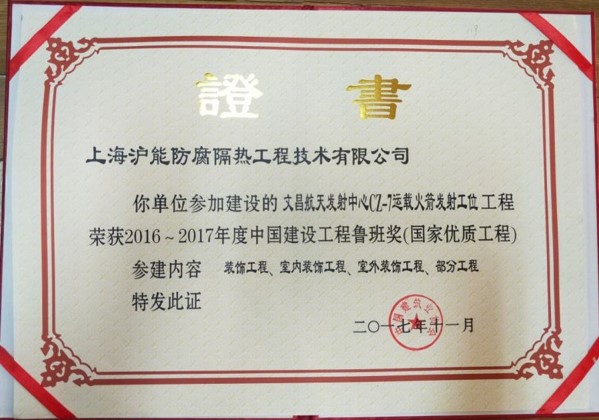 證書
上海沪能防腐隔热工程技术有限公司
你单位参加建设的 文昌航天发射中心CZ-7运载火箭发射工位 工程
荣获2016～2017年度中国建设工程鲁班奖(国家优质工程)
参建内容 装饰工程、室内装饰工程、室外装饰工程、部分工程
特发此证
二〇一七年十一月